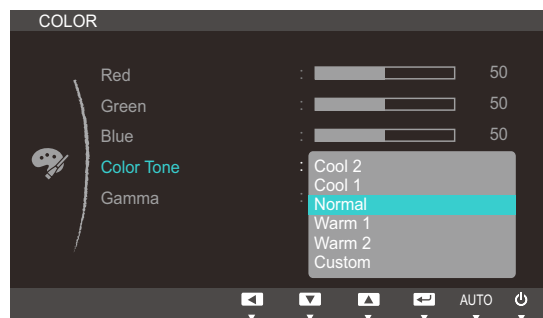 COLOR
Red : 50
Green : 50
Blue : 50
Color Tone : Cool 2
Cool 1
Gamma : Normal
Warm 1
Warm 2
Custom
AUTO